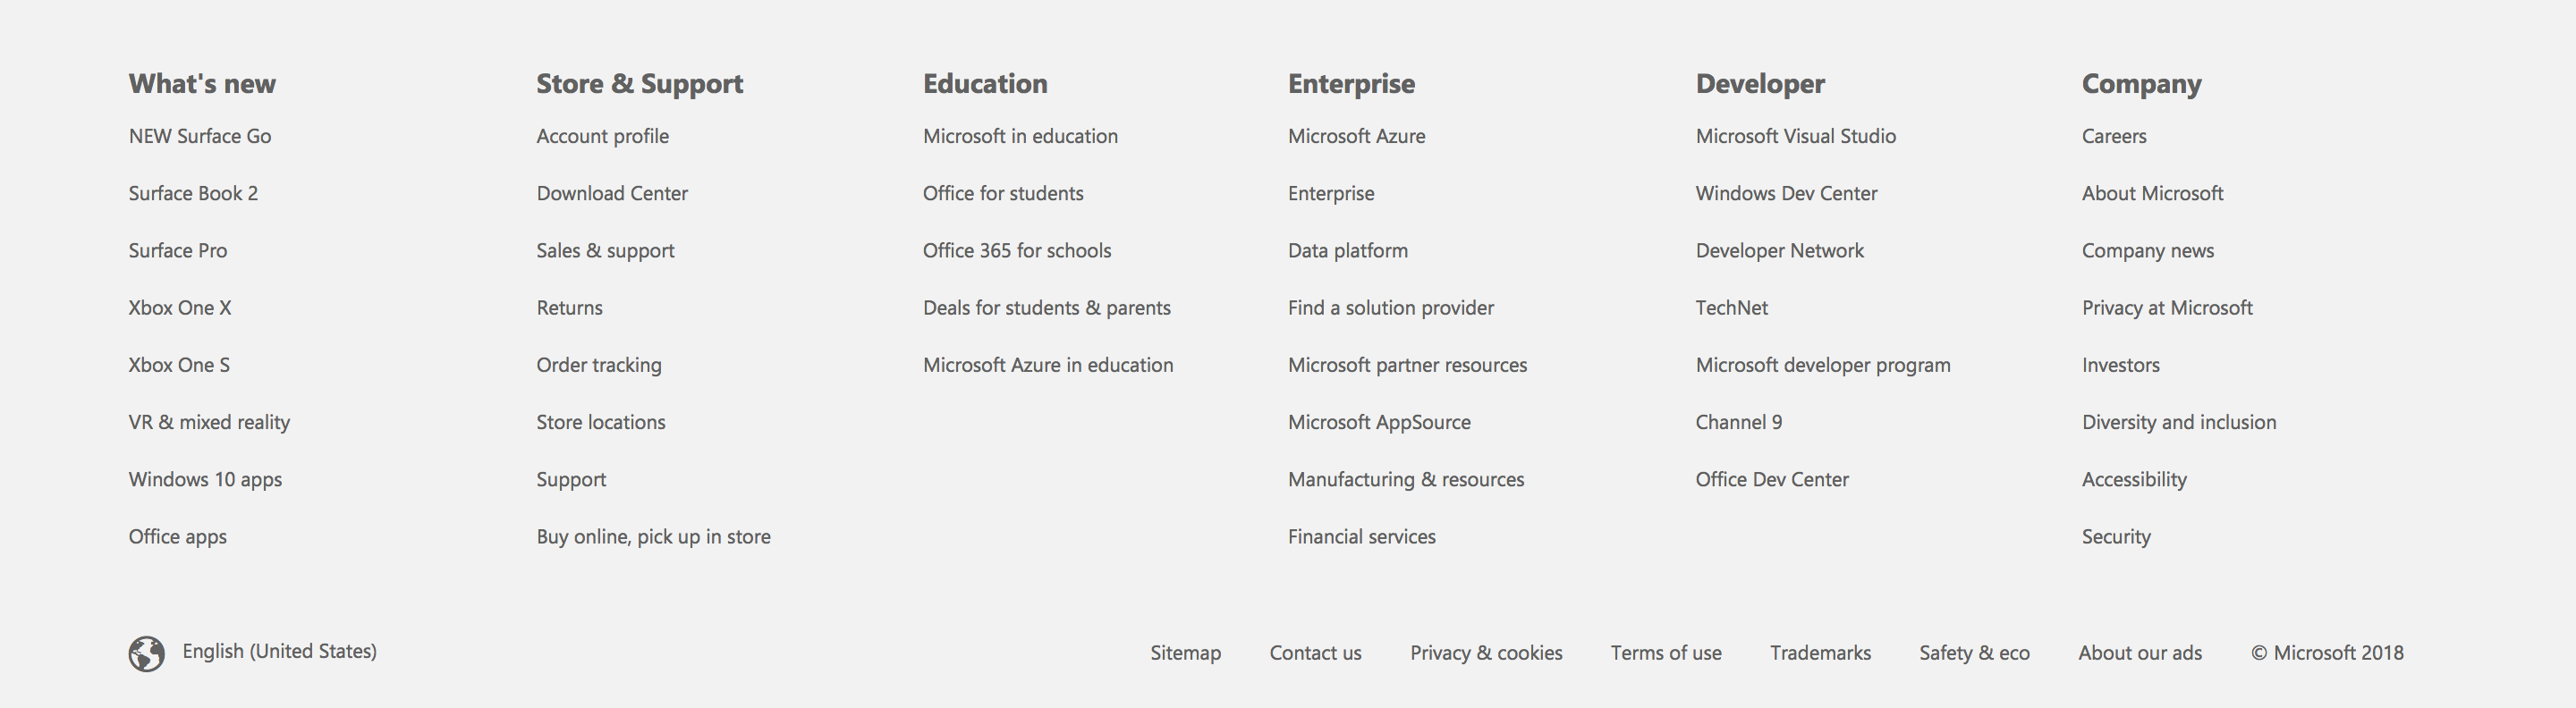 What's new
NEW Surface Go
Surface Book 2
Surface Pro
Xbox One X
Xbox One S
VR & mixed reality
Windows 10 apps
Office apps
Store & Support
Account profile
Download Center
Sales & support
Returns
Order tracking
Store locations
Support
Buy online, pick up in store
Education
Microsoft in education
Office for students
Office 365 for schools
Deals for students & parents
Microsoft Azure in education
Enterprise
Microsoft Azure
Enterprise
Data platform
Find a solution provider
Microsoft partner resources
Microsoft AppSource
Manufacturing & resources
Financial services
Developer
Microsoft Visual Studio
Windows Dev Center
Developer Network
TechNet
Microsoft developer program
Channel 9
Office Dev Center
Company
Careers
About Microsoft
Company news
Privacy at Microsoft
Investors
Diversity and inclusion
Accessibility
Security
English (United States)
Sitemap Contact us Privacy & cookies Terms of use Trademarks Safety & eco About our ads © Microsoft 2018